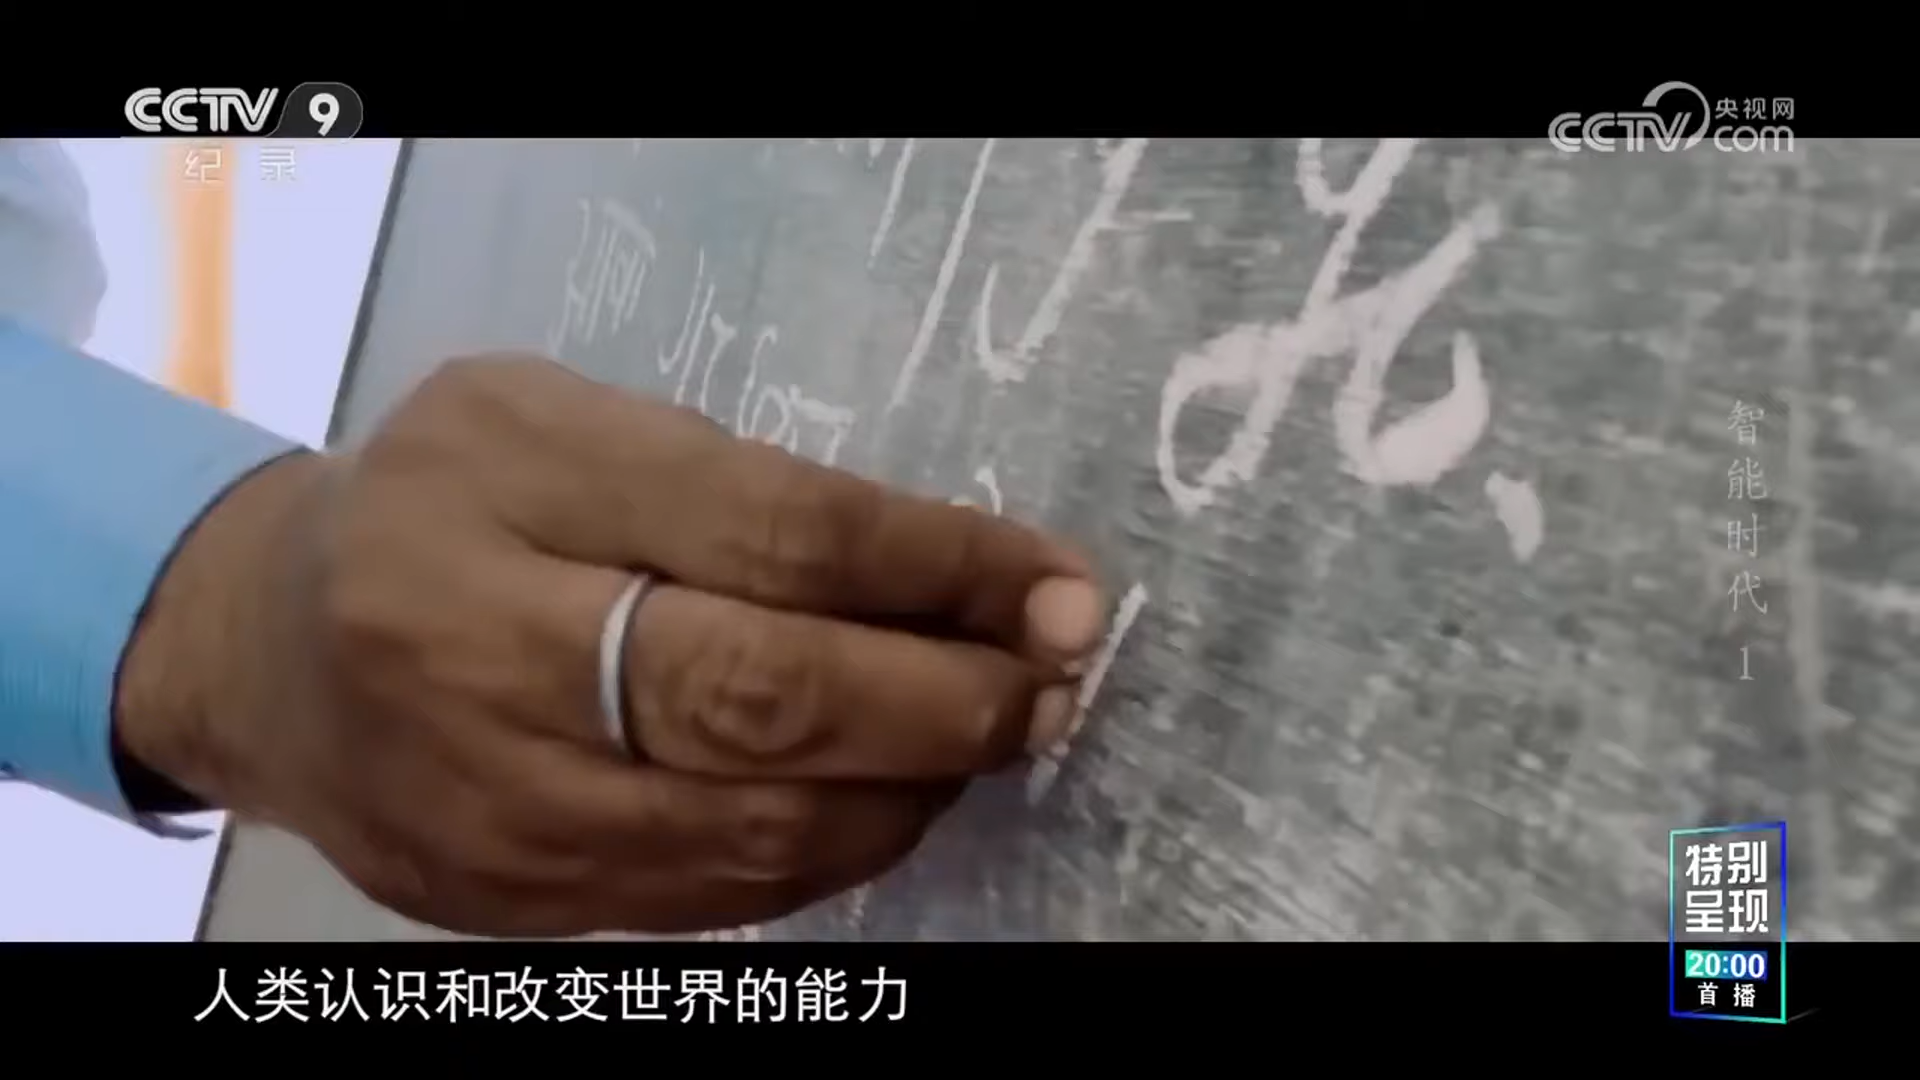 CCTV 9
纪录
央视网
CCTV com
智能时代 1
特别
呈现
20:00
首播
人类认识和改变世界的能力